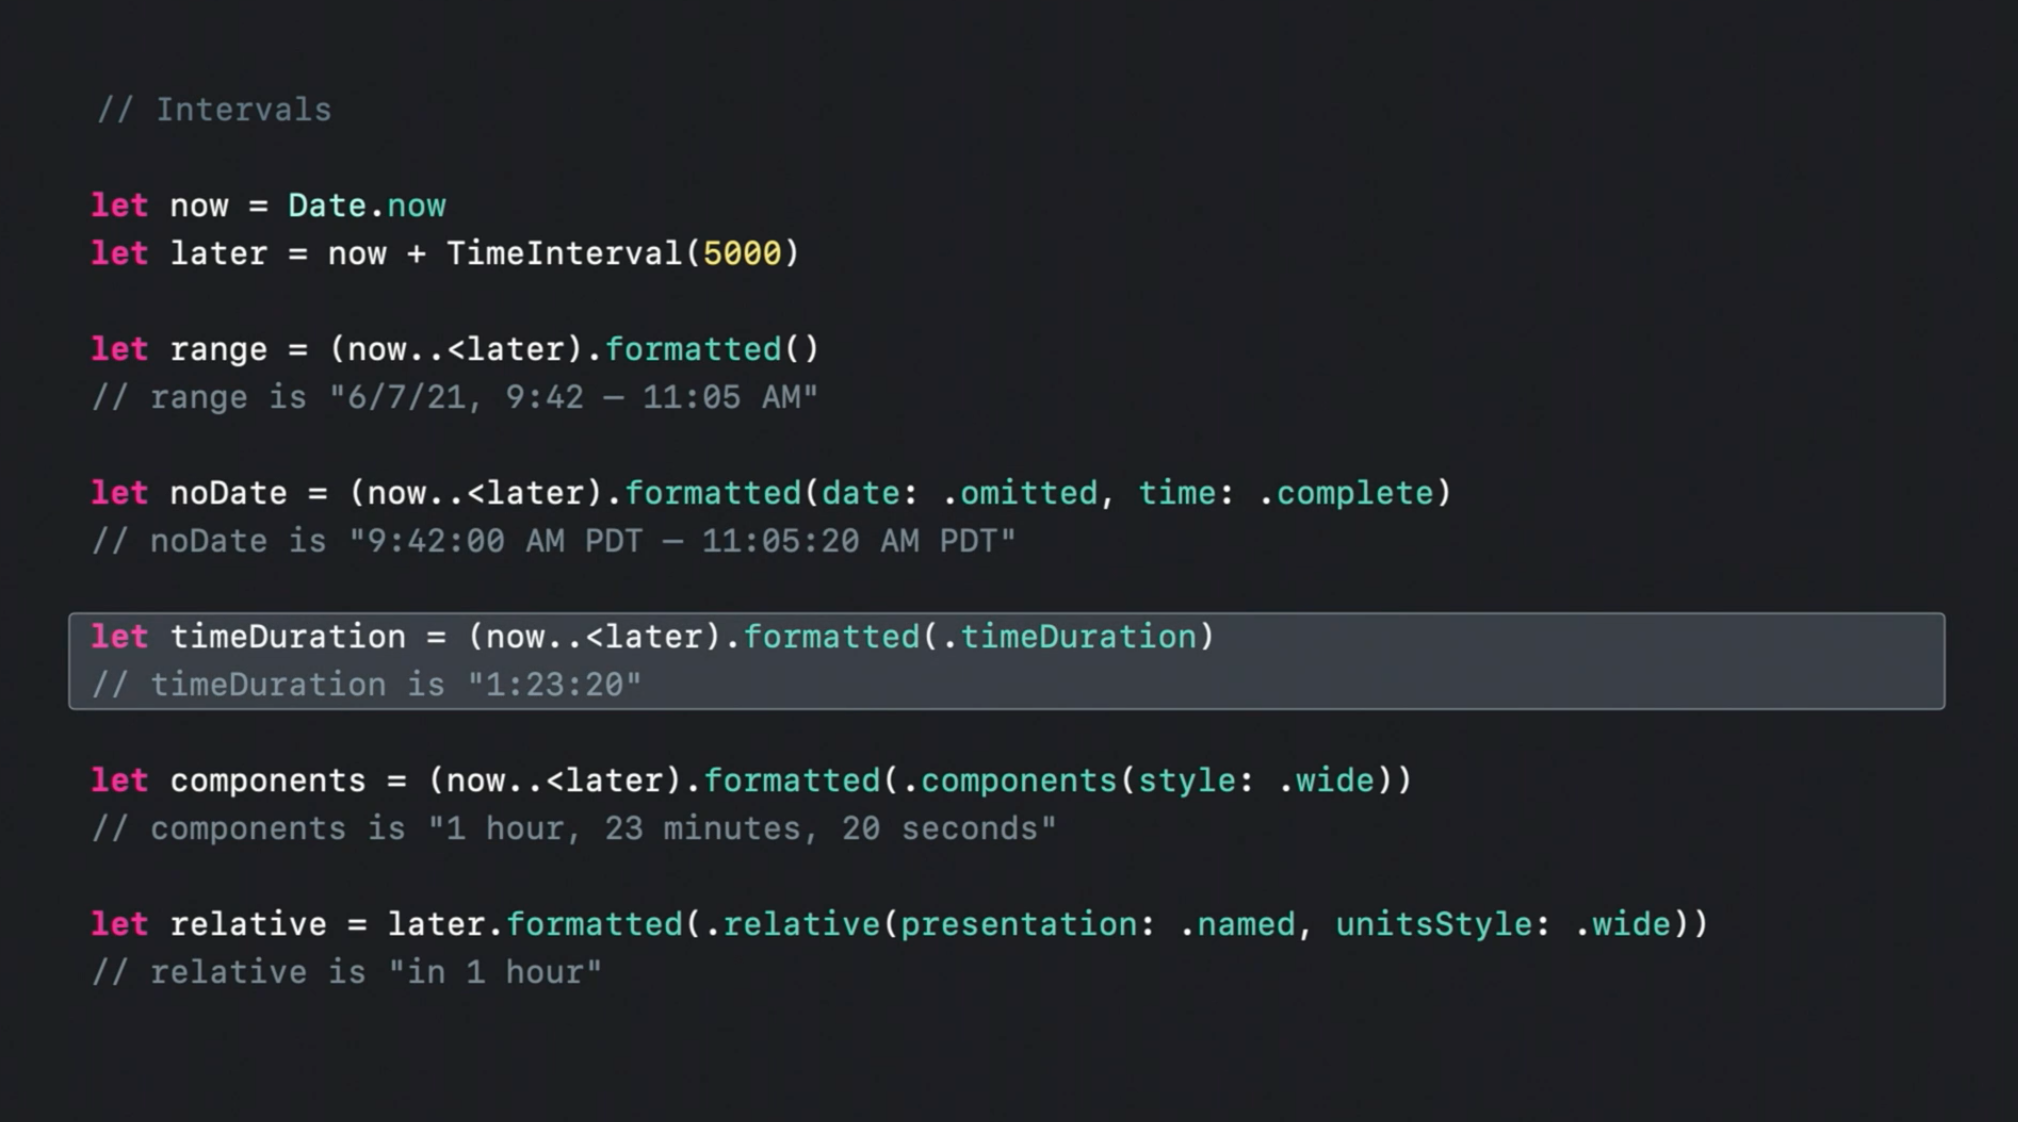 // Intervals
let now = Date.now
let later = now + TimeInterval(5000)
let range = (now..<later).formatted()
// range is "6/7/21, 9:42 – 11:05 AM"
let noDate = (now..<later).formatted(date: .omitted, time: .complete)
// noDate is "9:42:00 AM PDT – 11:05:20 AM PDT"
let timeDuration = (now..<later).formatted(.timeDuration)
// timeDuration is "1:23:20"
let components = (now..<later).formatted(.components(style: .wide))
// components is "1 hour, 23 minutes, 20 seconds"
let relative = later.formatted(.relative(presentation: .named, unitsStyle: .wide))
// relative is "in 1 hour"